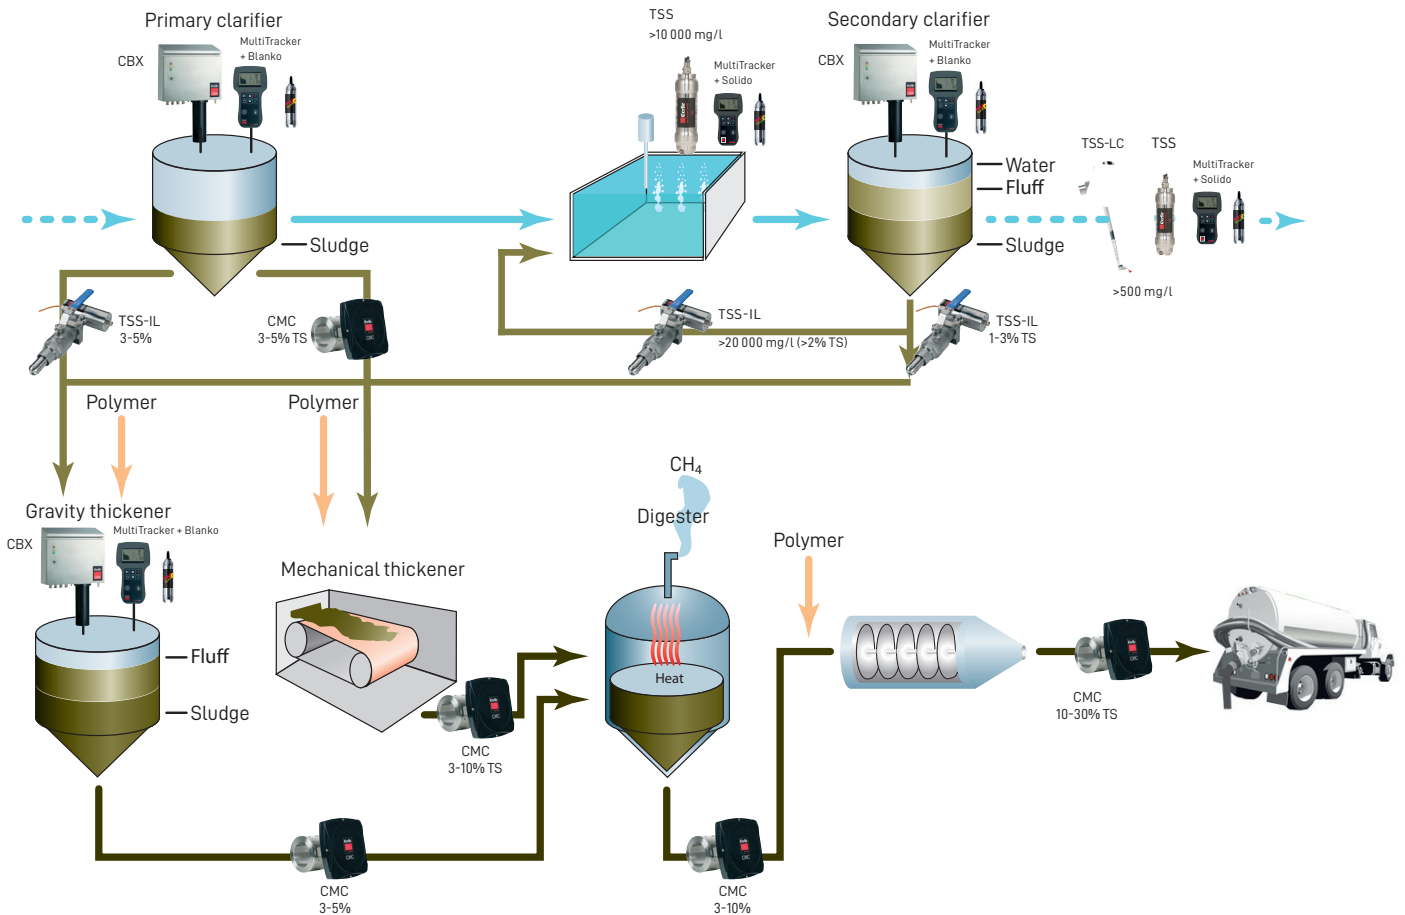 Primary clarifier
CBX
MultiTracker
+ Blanko
TSS
>10 000 mg/l
MultiTracker
+ Solido
Secondary clarifier
CBX
MultiTracker
+ Blanko
Water
Fluff
Sludge
TSS-LC
TSS
MultiTracker
+ Solido
>500 mg/l
Sludge
TSS-IL
3-5%
CMC
3-5% TS
TSS-IL
>20 000 mg/l (>2% TS)
TSS-IL
1-3% TS
Polymer
Polymer
Gravity thickener
CBX
MultiTracker + Blanko
Fluff
Sludge
Mechanical thickener
CMC
3-10% TS
CH₄
Digester
Heat
Polymer
CMC
10-30% TS
CMC
3-5%
CMC
3-10%